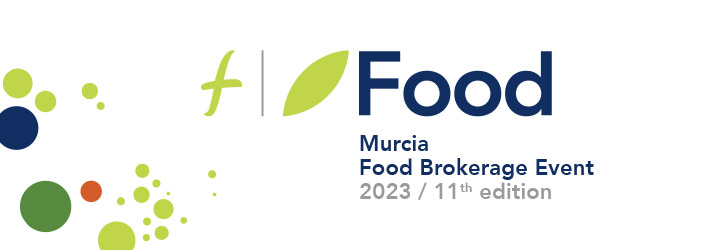 f Food
Murcia
Food Brokerage Event
2023 / 11th edition